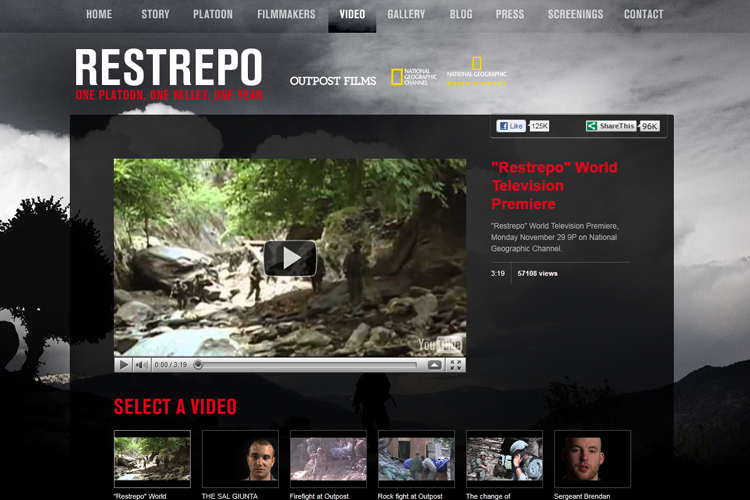 HOME STORY PLATOON FILMMAKERS VIDEO GALLERY BLOG PRESS SCREENINGS CONTACT
RESTREPO
ONE PLATOON, ONE VALLEY, ONE YEAR
OUTPOST FILMS
NATIONAL
GEOGRAPHIC
CHANNEL
NATIONAL GEOGRAPHIC
Like 125K
ShareThis 96K
"Restrepo" World
Television
Premiere
"Restrepo" World Television Premiere,
Monday November 29 9P on National
Geographic Channel.
3:19 57108 views
YouTube
0:00 / 3:19
SELECT A VIDEO
"Restrepo" World
THE SAL GIUNTA
Firefight at Outpost
Rock fight at Outpost
The change of
Sergeant Brendan